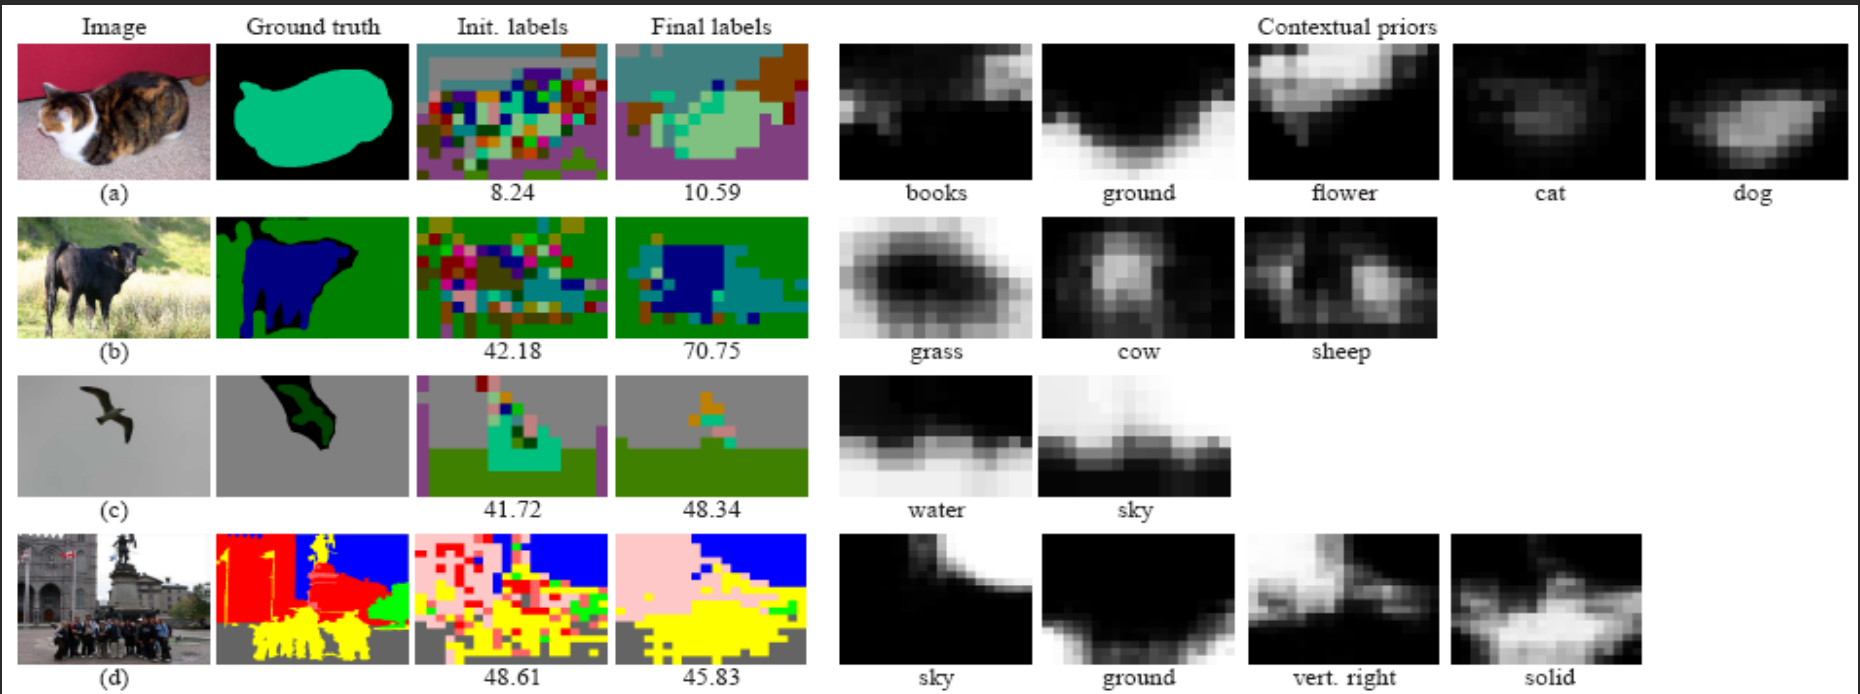 Image Ground truth Init. labels Final labels Contextual priors
(a) 8.24 10.59 books ground flower cat dog
(b) 42.18 70.75 grass cow sheep
(c) 41.72 48.34 water sky
(d) 48.61 45.83 sky ground vert. right solid